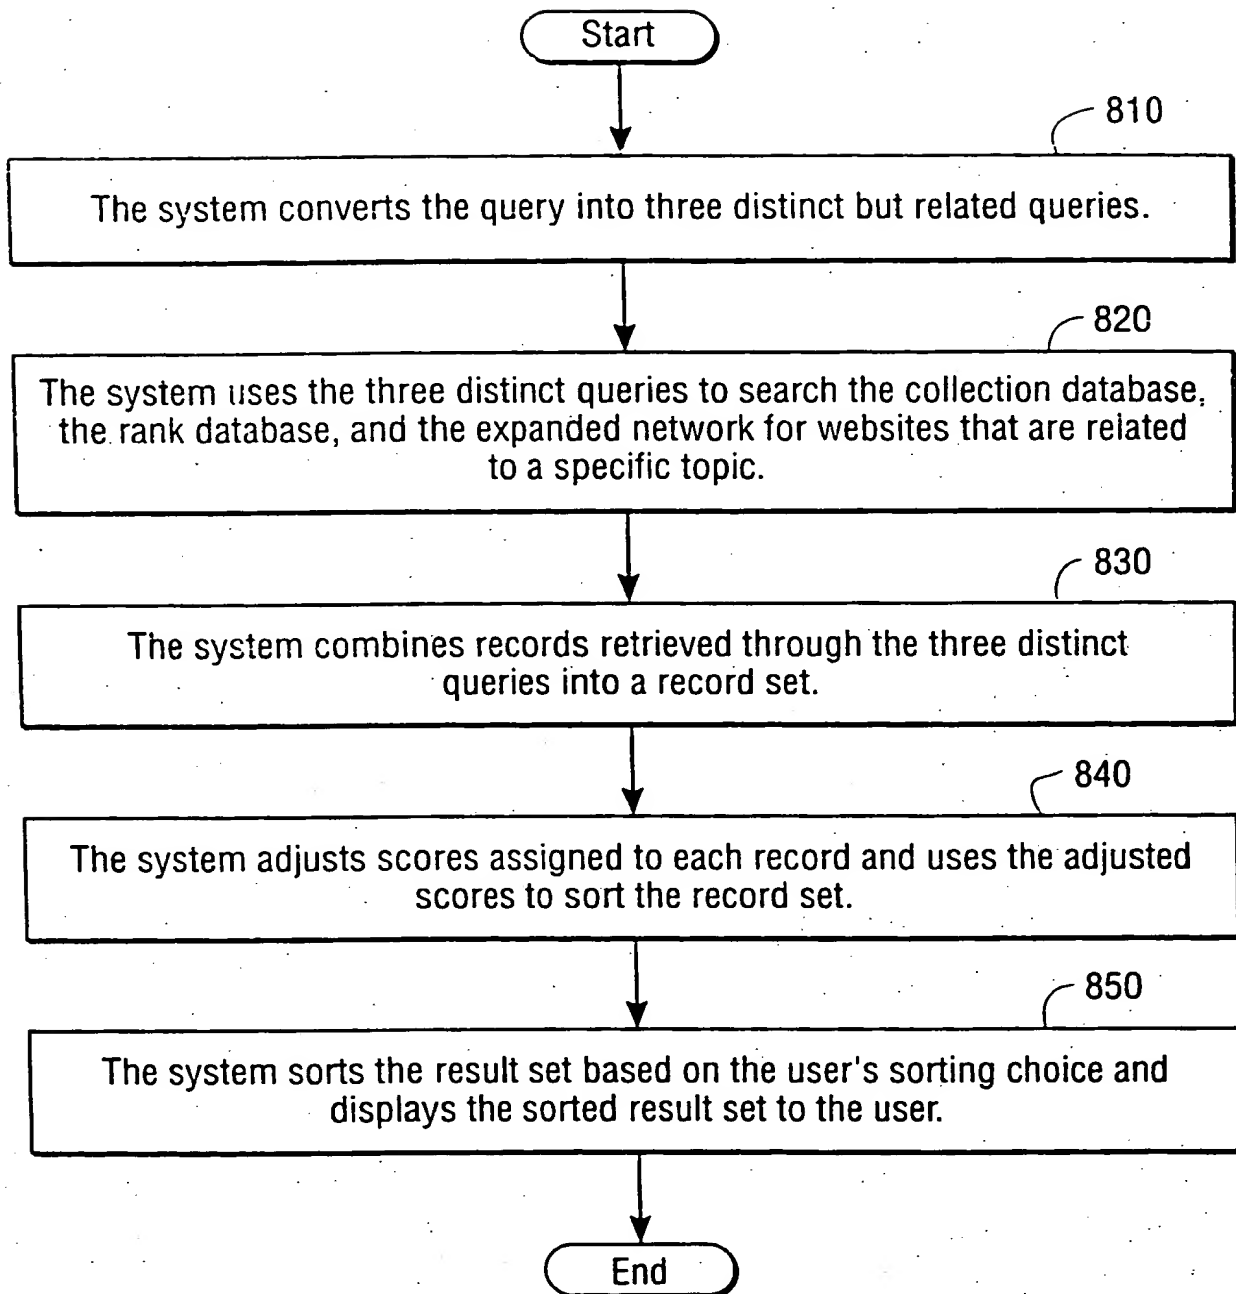 Start
810
The system converts the query into three distinct but related queries.
820
The system uses the three distinct queries to search the collection database,
the rank database, and the expanded network for websites that are related
to a specific topic.
830
The system combines records retrieved through the three distinct
queries into a record set.
840
The system adjusts scores assigned to each record and uses the adjusted
scores to sort the record set.
850
The system sorts the result set based on the user's sorting choice and
displays the sorted result set to the user.
End